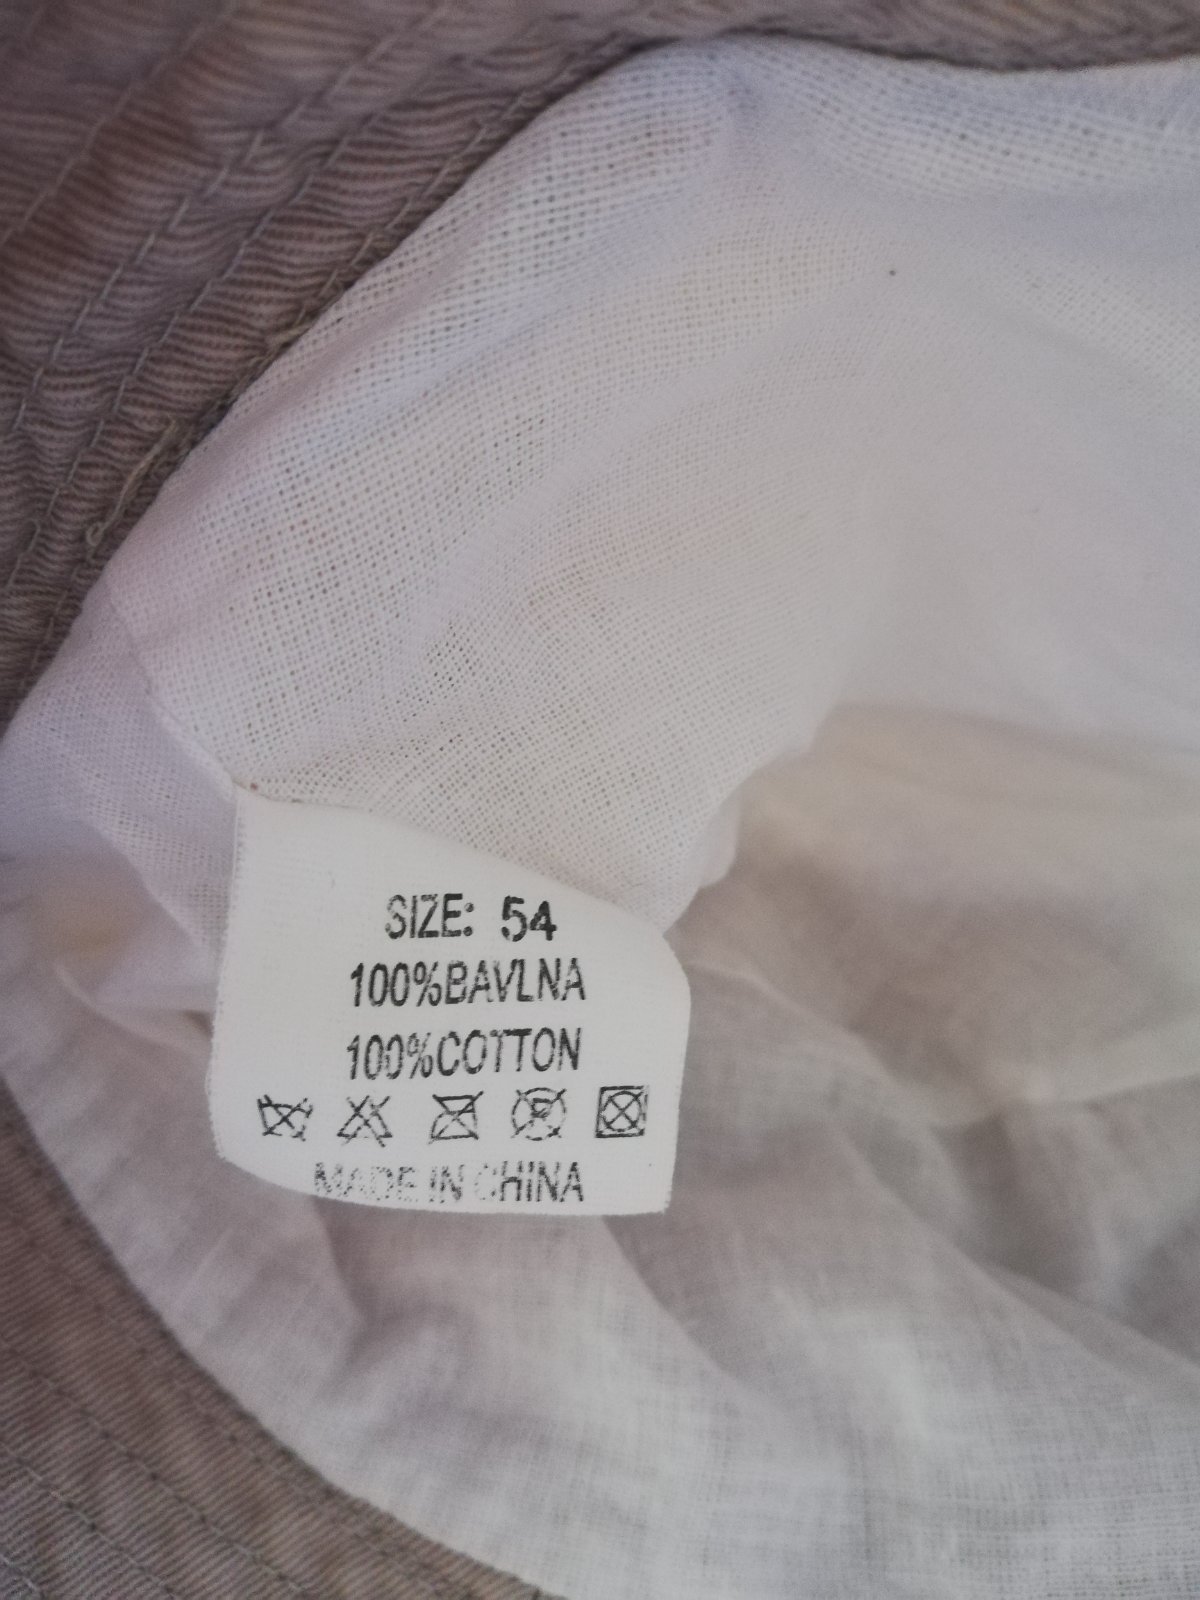 SIZE: 54
100%BAVLNA
100%COTTON
MADE IN CHINA